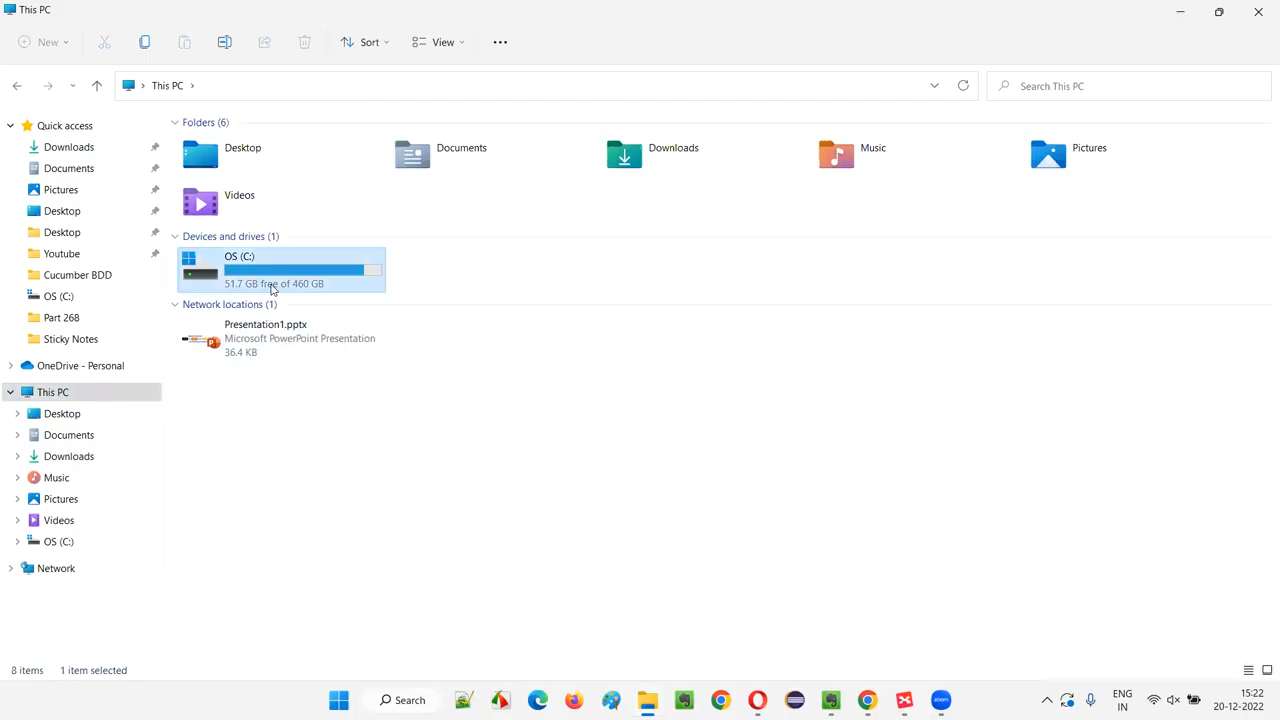 This PC
New
Sort
View
This PC
Search This PC
Quick access
Downloads
Documents
Pictures
Desktop
Desktop
Youtube
Cucumber BDD
OS (C:)
Part 268
Sticky Notes
OneDrive - Personal
This PC
Desktop
Documents
Downloads
Music
Pictures
Videos
OS (C:)
Network
Folders (6)
Desktop
Documents
Downloads
Music
Pictures
Videos
Devices and drives (1)
OS (C:)
51.7 GB free of 460 GB
Network locations (1)
Presentation1.pptx
Microsoft PowerPoint Presentation
36.4 KB
8 items
1 item selected
Search
zoom
ENG
IN
15:22
20-12-2022